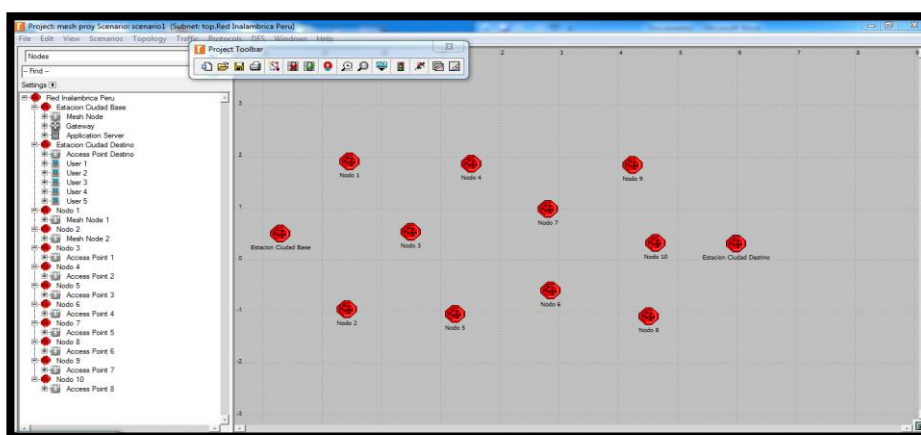 Project: mesh proy Scenario: scenario1 [Subnet: top.Red Inalambrica Peru]
File Edit View Scenarios Topology Traffic Protocols DES Windows Help
Project Toolbar
Nodes
-- Find --
Settings
Red Inalambrica Peru
Estacion Ciudad Base
Mesh Node
Gateway
Application Server
Estacion Ciudad Destino
Access Point Destino
User 1
User 2
User 3
User 4
User 5
Nodo 1
Mesh Node 1
Nodo 2
Mesh Node 2
Nodo 3
Access Point 1
Nodo 4
Access Point 2
Nodo 5
Access Point 3
Nodo 6
Access Point 4
Nodo 7
Access Point 5
Nodo 8
Access Point 6
Nodo 9
Access Point 7
Nodo 10
Access Point 8
2 3 4 5 6 7 8
3
2
1
0
-1
-2
-3
Nodo 1
Nodo 4
Nodo 9
Nodo 7
Estacion Ciudad Base
Nodo 3
Nodo 10
Estacion Ciudad Destino
Nodo 6
Nodo 2
Nodo 5
Nodo 8